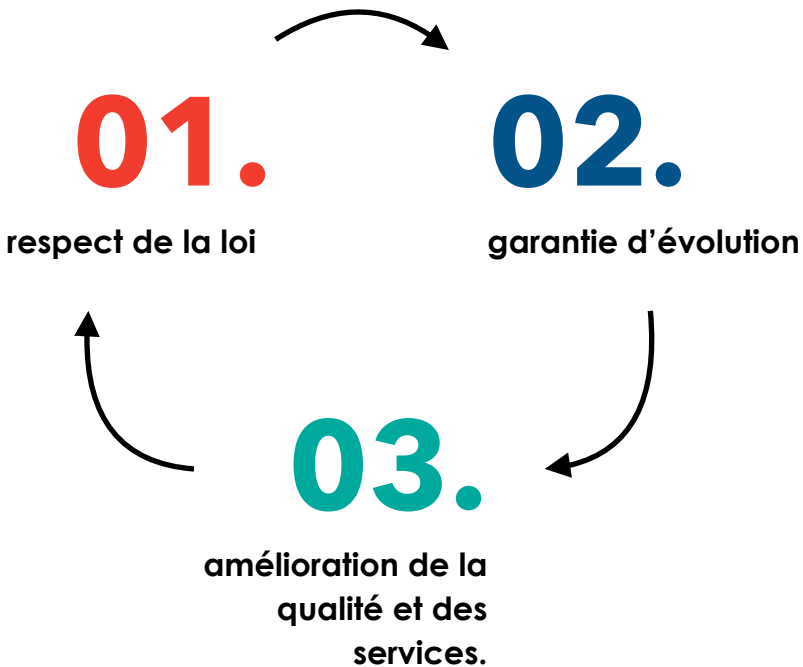 01.
respect de la loi
02.
garantie d’évolution
03.
amélioration de la
qualité et des
services.